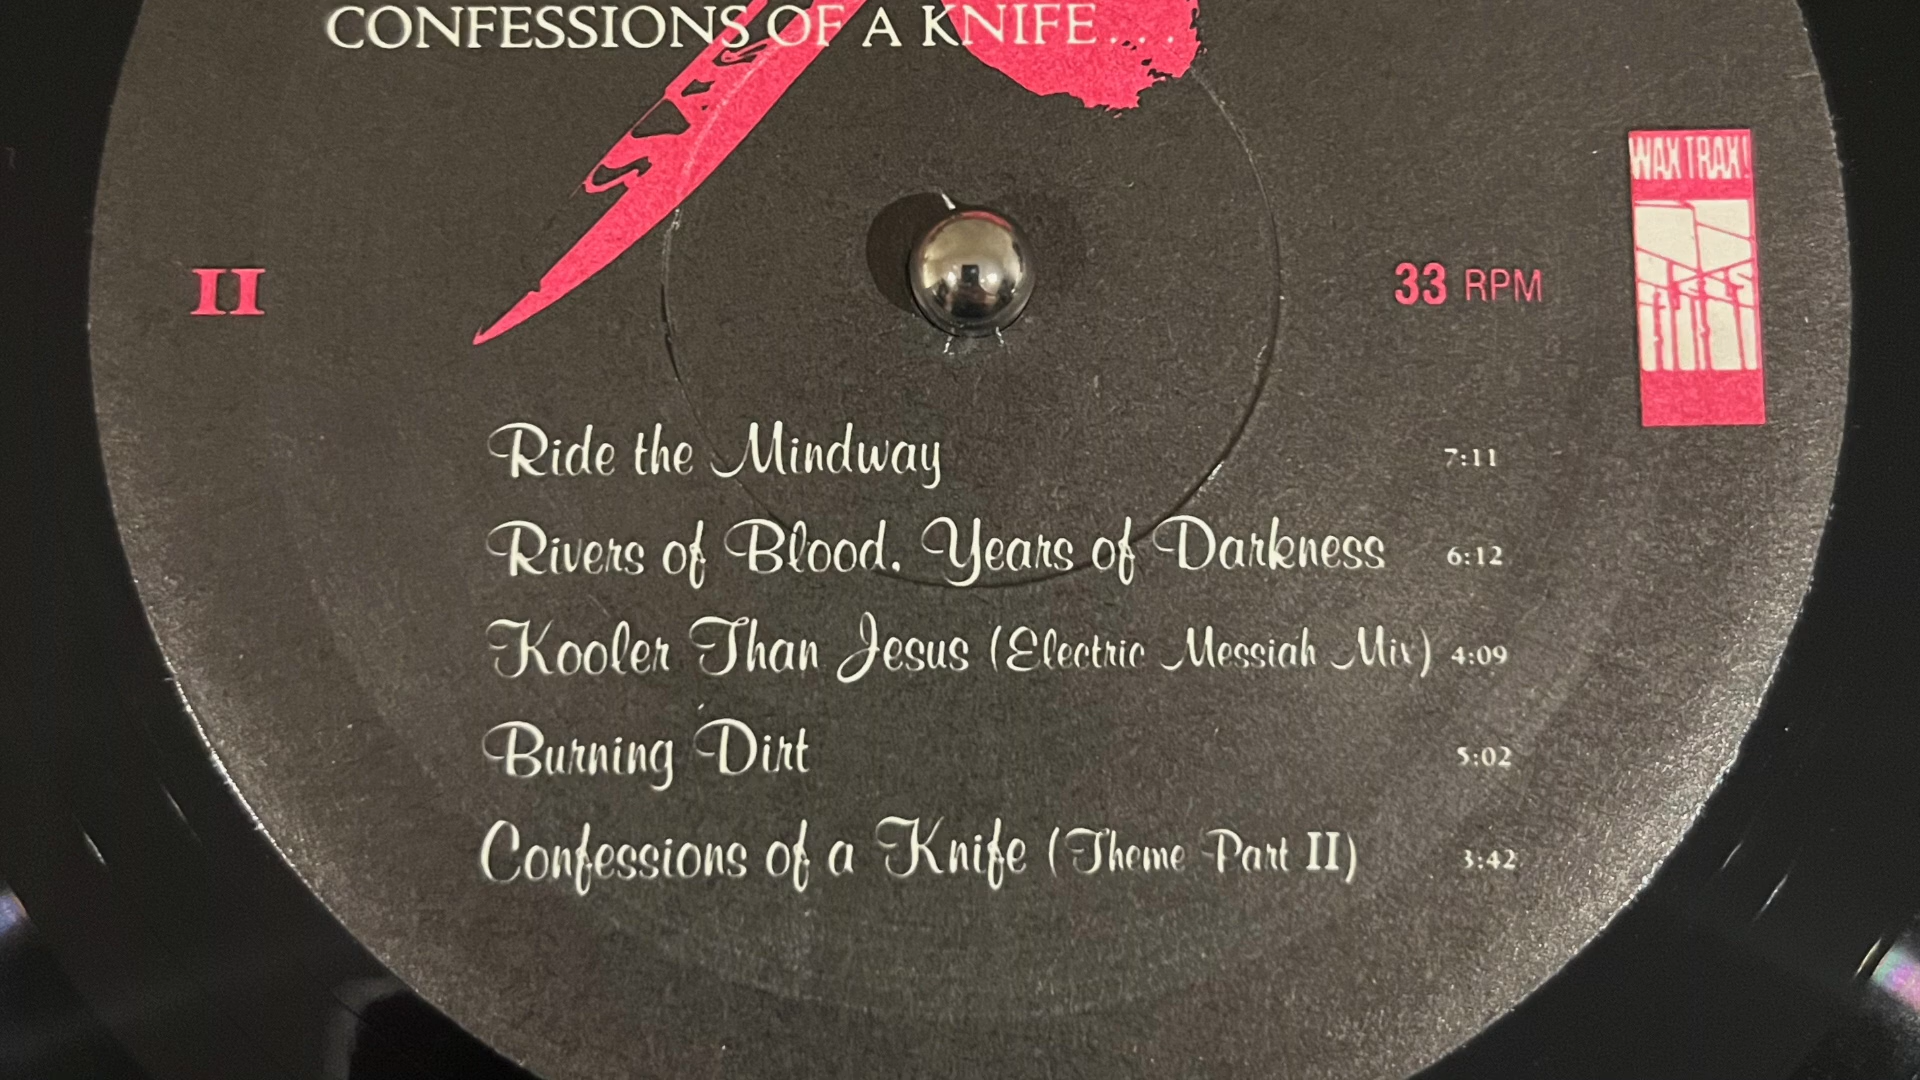 CONFESSIONS OF A KNIFE...
WAX TRAX!
II
33 RPM
Ride the Mindway 7:11
Rivers of Blood, Years of Darkness 6:12
Kooler Than Jesus (Electric Messiah Mix) 4:09
Burning Dirt 5:02
Confessions of a Knife (Theme Part II) 3:42